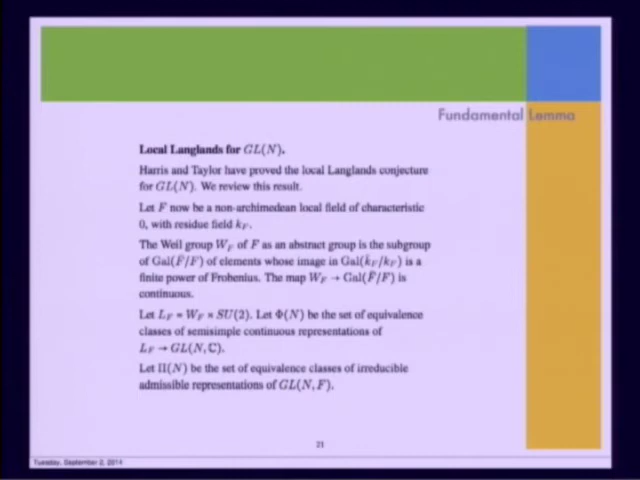 Fundamental Lemma
Local Langlands for GL(N).
Harris and Taylor have proved the local Langlands conjecture
for GL(N). We review this result.
Let F now be a non-archimedean local field of characteristic
0, with residue field k_F.
The Weil group W_F of F as an abstract group is the subgroup
of Gal(F̄/F) of elements whose image in Gal(k̄_F/k_F) is a
finite power of Frobenius. The map W_F → Gal(F̄/F) is
continuous.
Let L_F = W_F × SU(2). Let Φ(N) be the set of equivalence
classes of semisimple continuous representations of
L_F → GL(N, ℂ).
Let Π(N) be the set of equivalence classes of irreducible
admissible representations of GL(N, F).
21
Tuesday, September 2, 2014